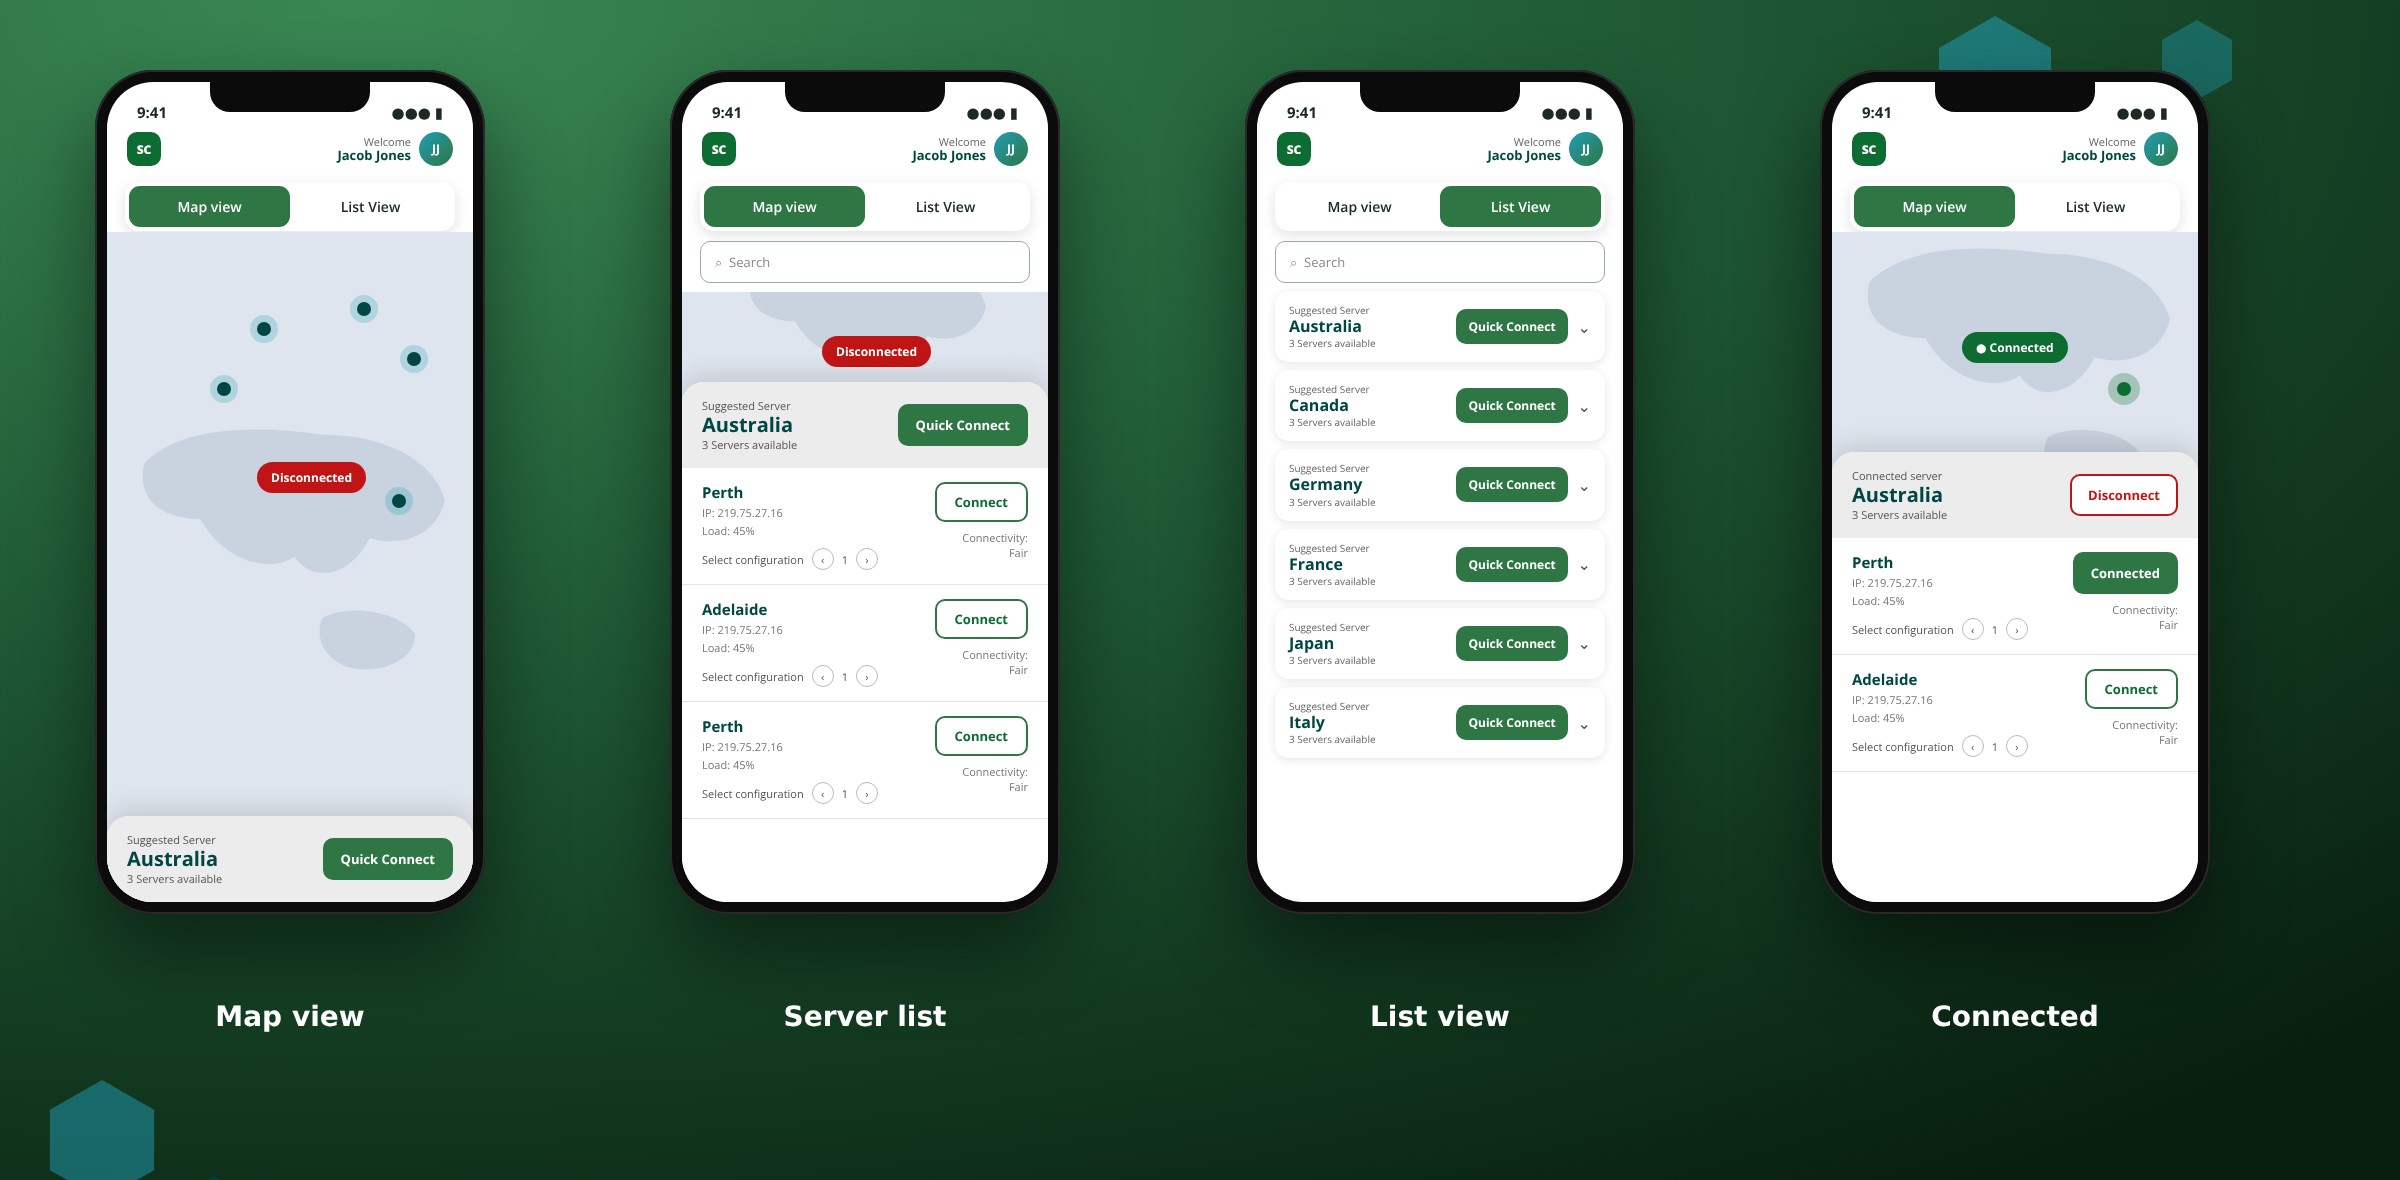 9:41
SC
Welcome
Jacob Jones
JJ
Map view
List View
Disconnected
Suggested Server
Australia
3 Servers available
Quick Connect
Map view
9:41
SC
Welcome
Jacob Jones
JJ
Map view
List View
Search
Disconnected
Suggested Server
Australia
3 Servers available
Quick Connect
Perth
IP: 219.75.27.16
Load: 45%
Select configuration ‹ 1 ›
Connect
Connectivity:
Fair
Adelaide
IP: 219.75.27.16
Load: 45%
Select configuration ‹ 1 ›
Connect
Connectivity:
Fair
Perth
IP: 219.75.27.16
Load: 45%
Select configuration ‹ 1 ›
Connect
Connectivity:
Fair
Server list
9:41
SC
Welcome
Jacob Jones
JJ
Map view
List View
Search
Suggested Server
Australia
3 Servers available
Quick Connect
Suggested Server
Canada
3 Servers available
Quick Connect
Suggested Server
Germany
3 Servers available
Quick Connect
Suggested Server
France
3 Servers available
Quick Connect
Suggested Server
Japan
3 Servers available
Quick Connect
Suggested Server
Italy
3 Servers available
Quick Connect
List view
9:41
SC
Welcome
Jacob Jones
JJ
Map view
List View
Connected
Connected server
Australia
3 Servers available
Disconnect
Perth
IP: 219.75.27.16
Load: 45%
Select configuration ‹ 1 ›
Connected
Connectivity:
Fair
Adelaide
IP: 219.75.27.16
Load: 45%
Select configuration ‹ 1 ›
Connect
Connectivity:
Fair
Connected